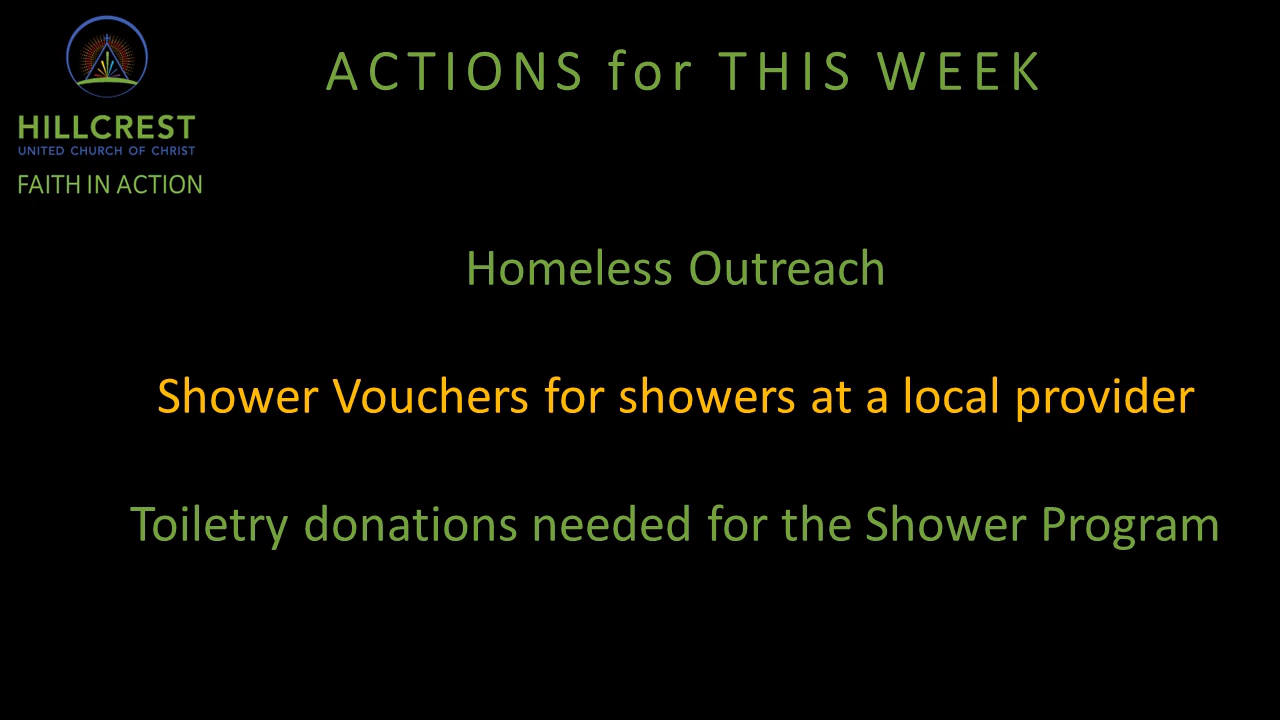 HILLCREST
UNITED CHURCH OF CHRIST
FAITH IN ACTION
ACTIONS for THIS WEEK
Homeless Outreach
Shower Vouchers for showers at a local provider
Toiletry donations needed for the Shower Program